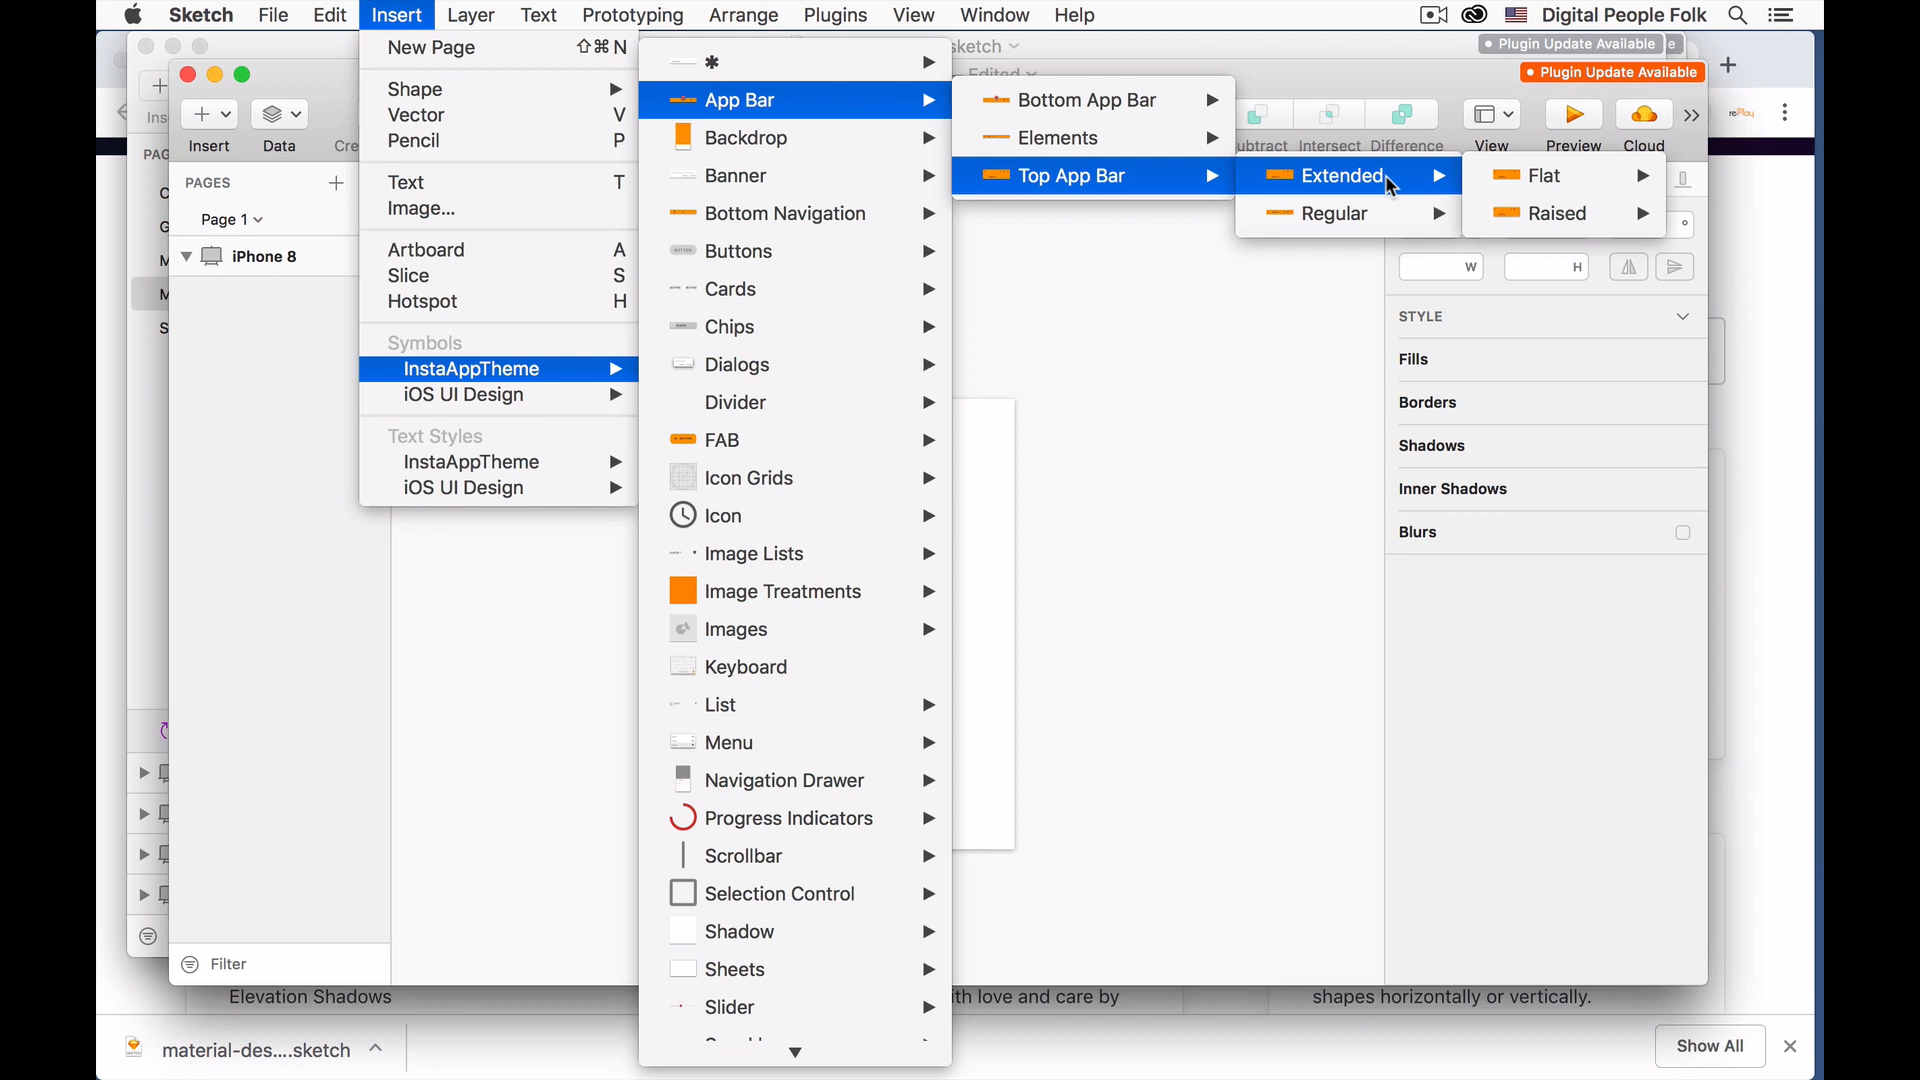 Sketch File Edit Insert Layer Text Prototyping Arrange Plugins View Window Help Digital People Folk
sketch
Plugin Update Available
Edited
Plugin Update Available
Insert Data
Subtract Intersect Difference View Preview Cloud
rePlay
PAGES
Page 1
iPhone 8
Filter
New Page ⇧⌘N
Shape
Vector V
Pencil P
Text T
Image...
Artboard A
Slice S
Hotspot H
Symbols
InstaAppTheme
iOS UI Design
Text Styles
InstaAppTheme
iOS UI Design
*
App Bar
Backdrop
Banner
Bottom Navigation
Buttons
Cards
Chips
Dialogs
Divider
FAB
Icon Grids
Icon
Image Lists
Image Treatments
Images
Keyboard
List
Menu
Navigation Drawer
Progress Indicators
Scrollbar
Selection Control
Shadow
Sheets
Slider
Bottom App Bar
Elements
Top App Bar
Extended
Regular
Flat
Raised
°
W H
STYLE
Fills
Borders
Shadows
Inner Shadows
Blurs
Elevation Shadows
with love and care by
shapes horizontally or vertically.
material-des....sketch
Show All